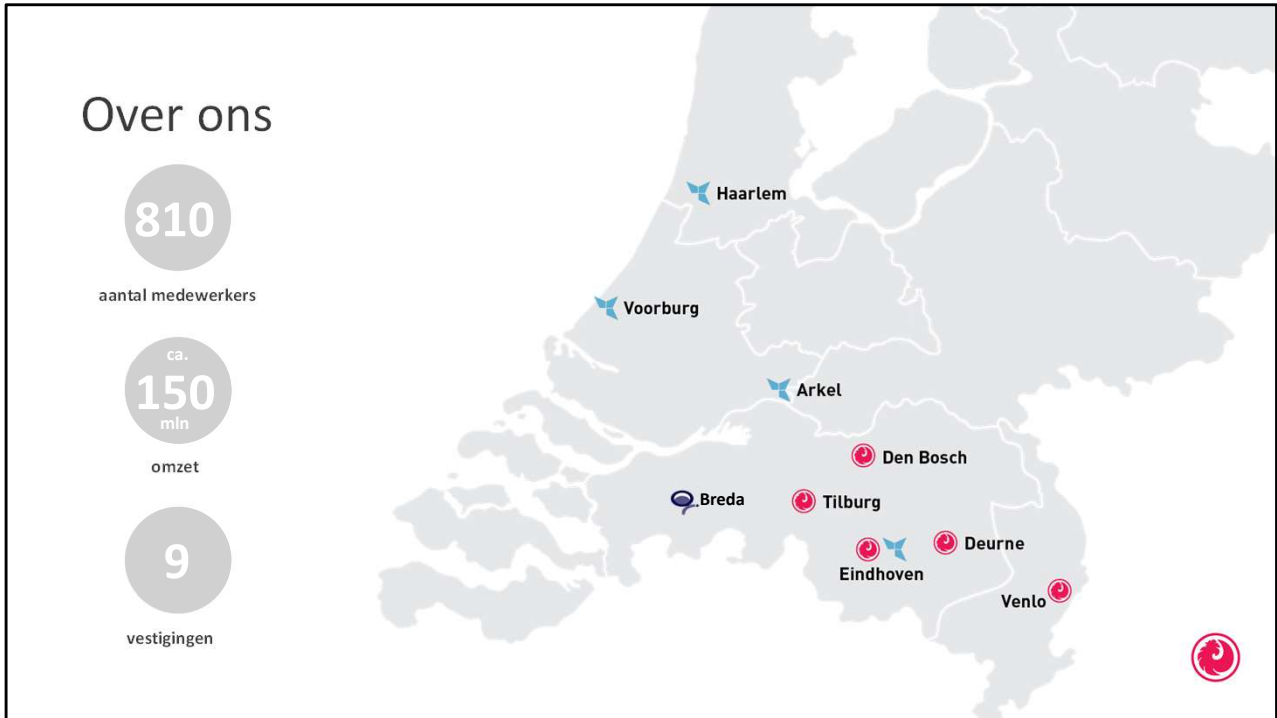 Over ons
810
aantal medewerkers
ca.
150
mln
omzet
9
vestigingen
Haarlem
Voorburg
Arkel
Den Bosch
Breda
Tilburg
Deurne
Eindhoven
Venlo